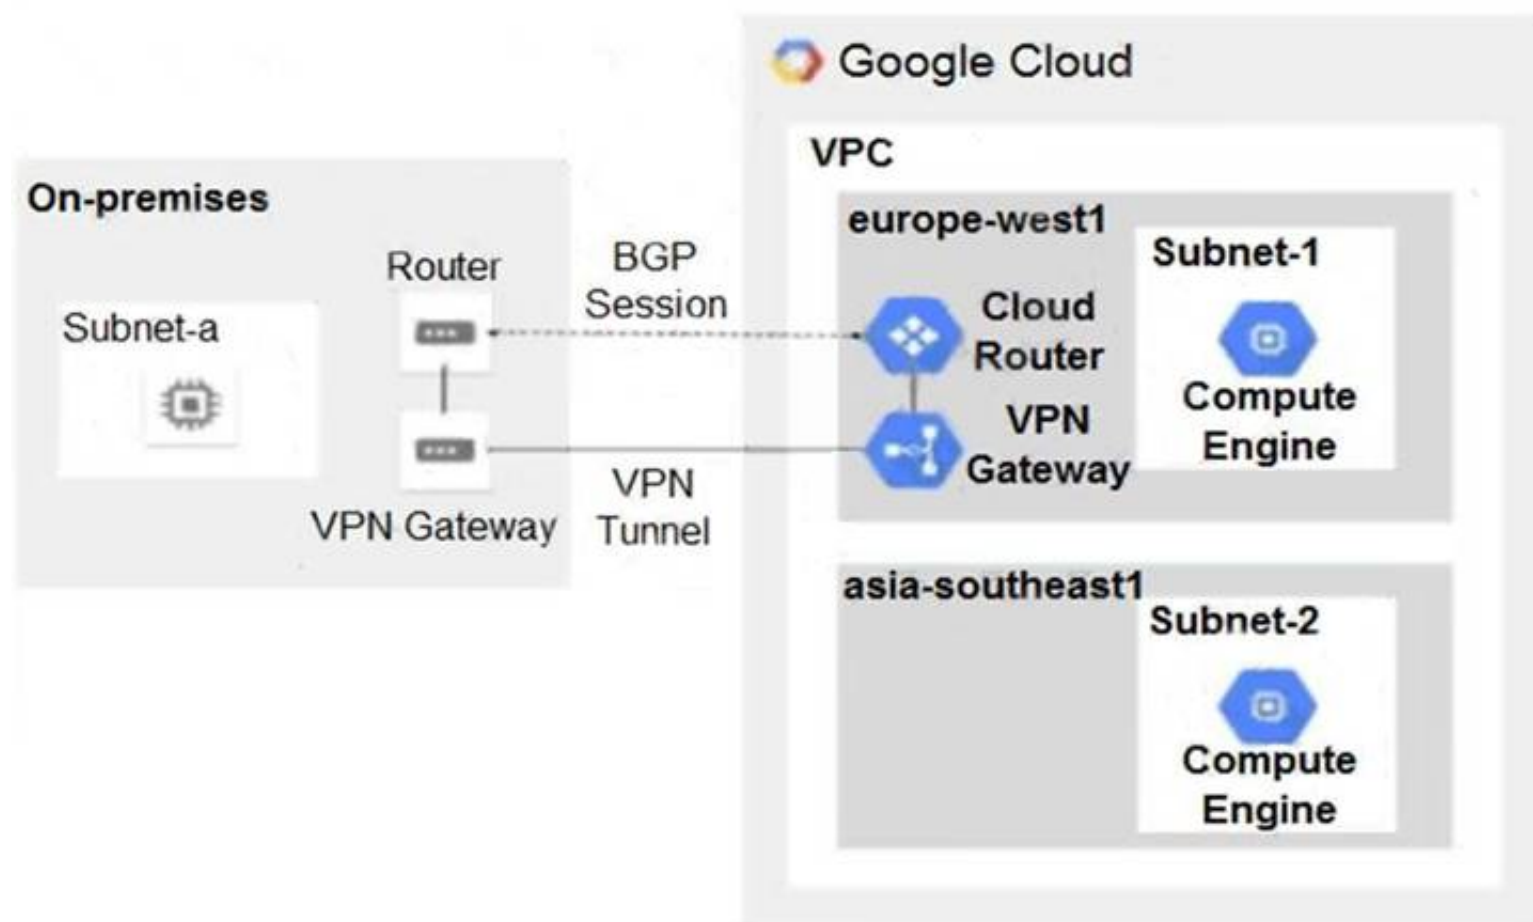 Google Cloud
VPC
On-premises
europe-west1
Subnet-1
Router
BGP
Session
Subnet-a
Cloud
Router
Compute
Engine
VPN
Gateway
VPN
Tunnel
VPN Gateway
asia-southeast1
Subnet-2
Compute
Engine